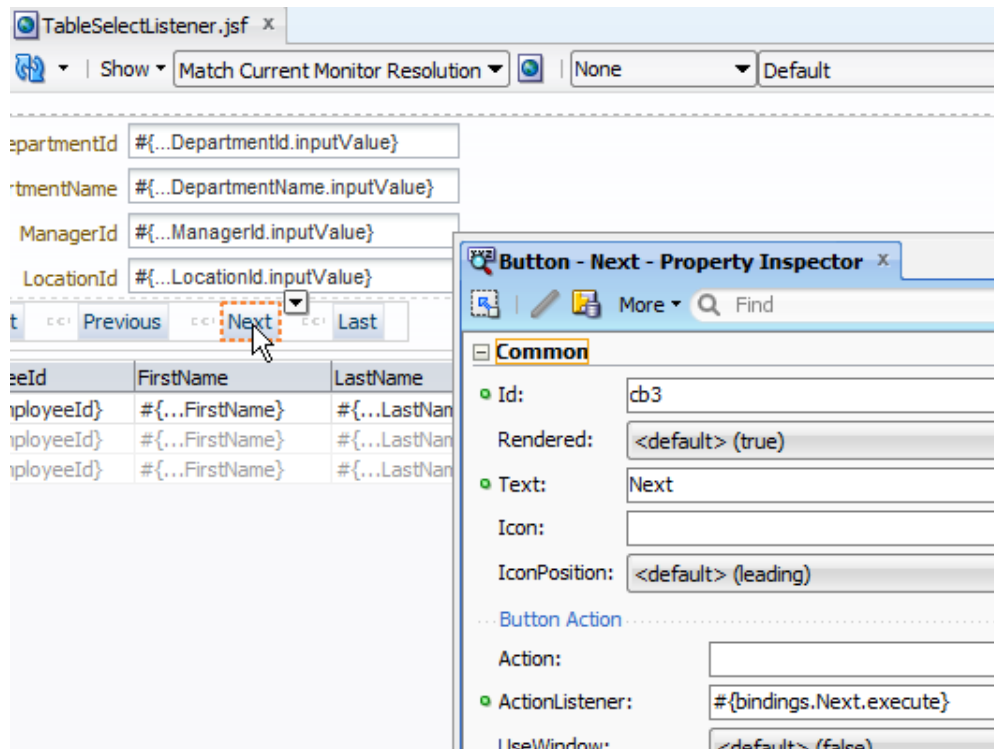 TableSelectListener.jsf x
Show Match Current Monitor Resolution None Default
epartmentId #{...DepartmentId.inputValue}
rtmentName #{...DepartmentName.inputValue}
ManagerId #{...ManagerId.inputValue}
LocationId #{...LocationId.inputValue}
t Previous Next Last
eeId FirstName LastName
nployeeId} #{...FirstName} #{...LastNam
nployeeId} #{...FirstName} #{...LastNam
nployeeId} #{...FirstName} #{...LastNam
Button - Next - Property Inspector x
More Find
Common
Id: cb3
Rendered: <default> (true)
Text: Next
Icon:
IconPosition: <default> (leading)
Button Action
Action:
ActionListener: #{bindings.Next.execute}
UseWindow: <default> (false)